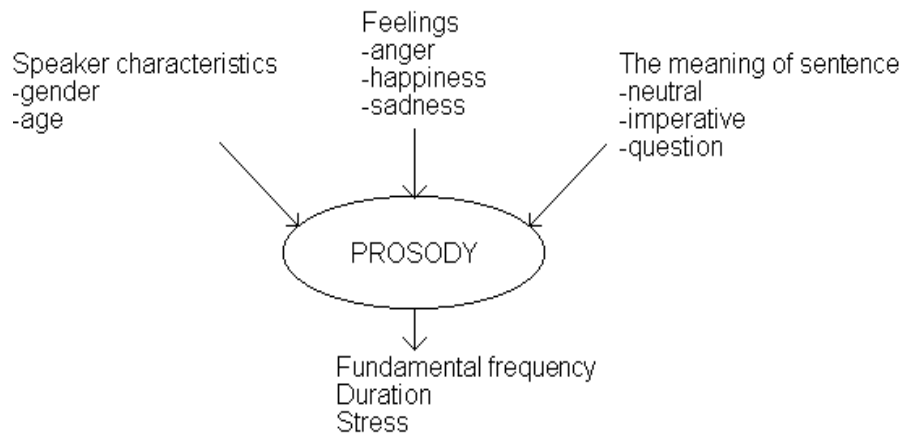 Feelings
-anger
-happiness
-sadness
Speaker characteristics
-gender
-age
The meaning of sentence
-neutral
-imperative
-question
PROSODY
Fundamental frequency
Duration
Stress